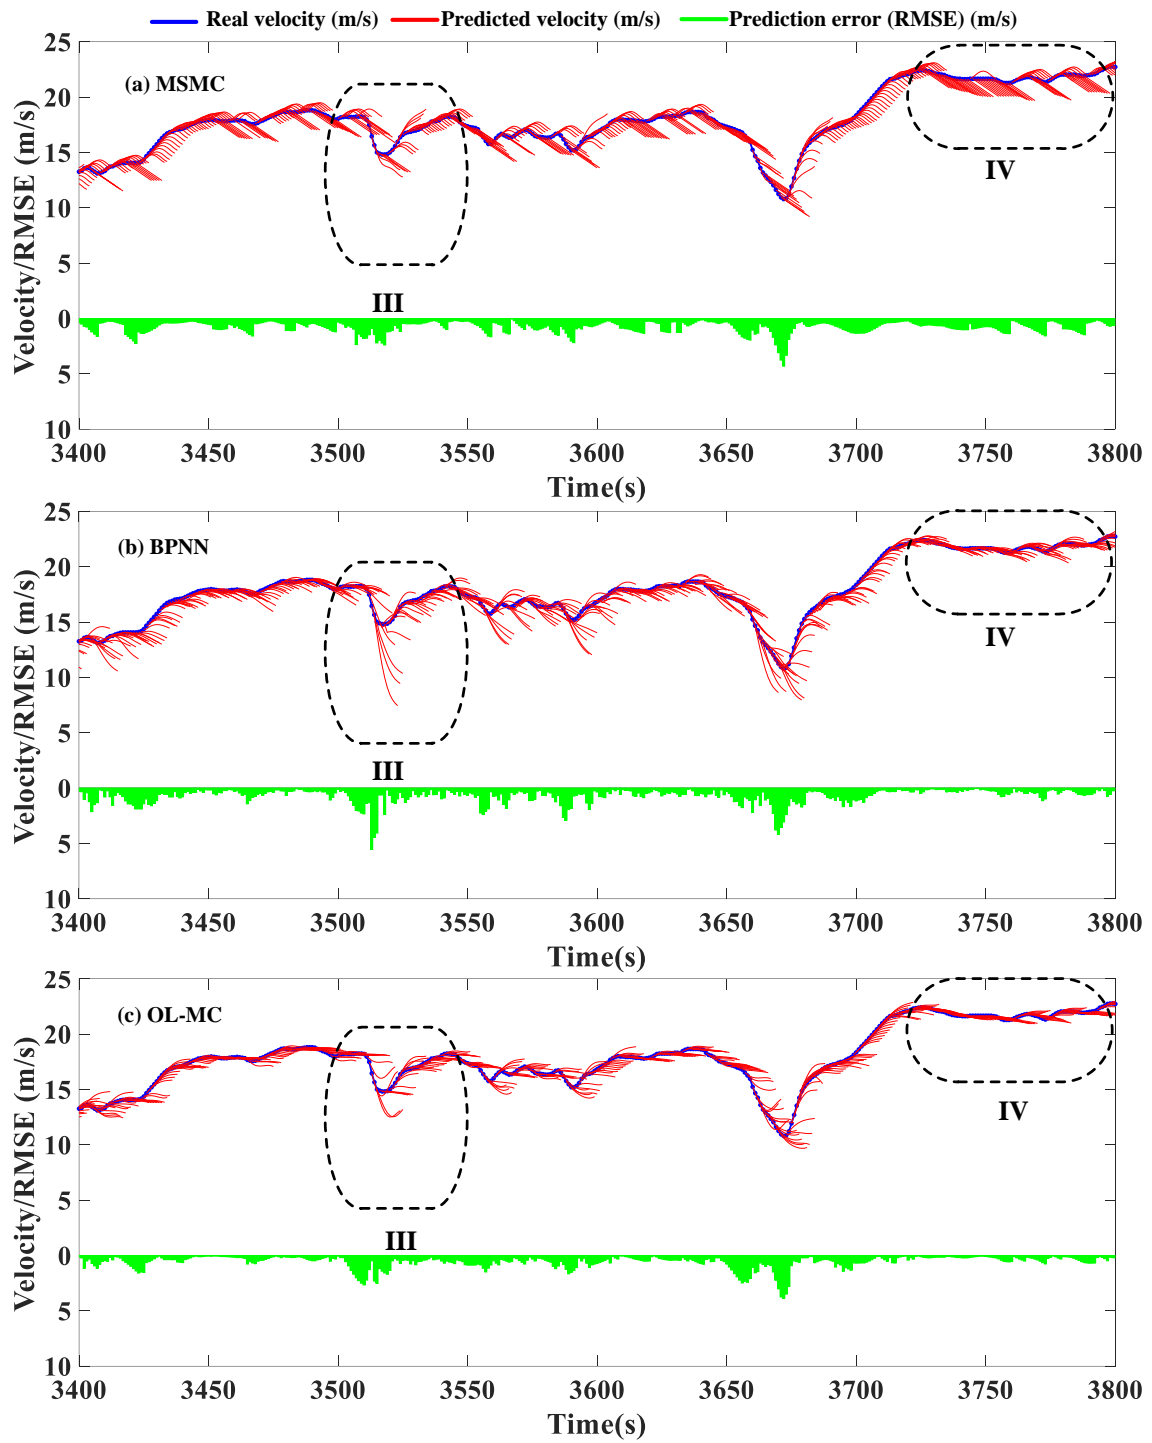 Real velocity (m/s) Predicted velocity (m/s) Prediction error (RMSE) (m/s)
Velocity/RMSE (m/s)
25
20
15
10
5
0
5
10
(a) MSMC
III
IV
3400 3450 3500 3550 3600 3650 3700 3750 3800
Time(s)
Velocity/RMSE (m/s)
25
20
15
10
5
0
5
10
(b) BPNN
III
IV
3400 3450 3500 3550 3600 3650 3700 3750 3800
Time(s)
Velocity/RMSE (m/s)
25
20
15
10
5
0
5
10
(c) OL-MC
III
IV
3400 3450 3500 3550 3600 3650 3700 3750 3800
Time(s)